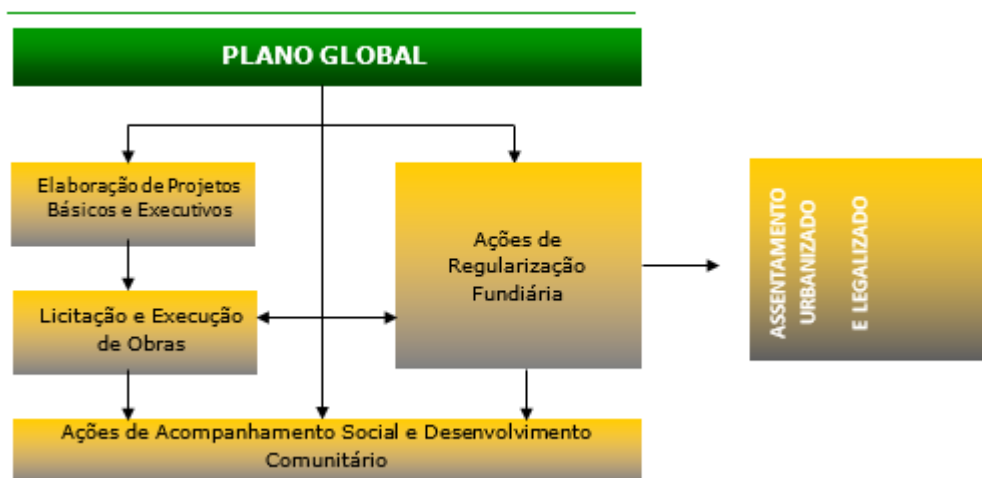 PLANO GLOBAL
Elaboração de Projetos
Básicos e Executivos
Ações de
Regularização
Fundiária
Licitação e Execução
de Obras
Ações de Acompanhamento Social e Desenvolvimento
Comunitário
ASSENTAMENTO
URBANIZADO
E LEGALIZADO